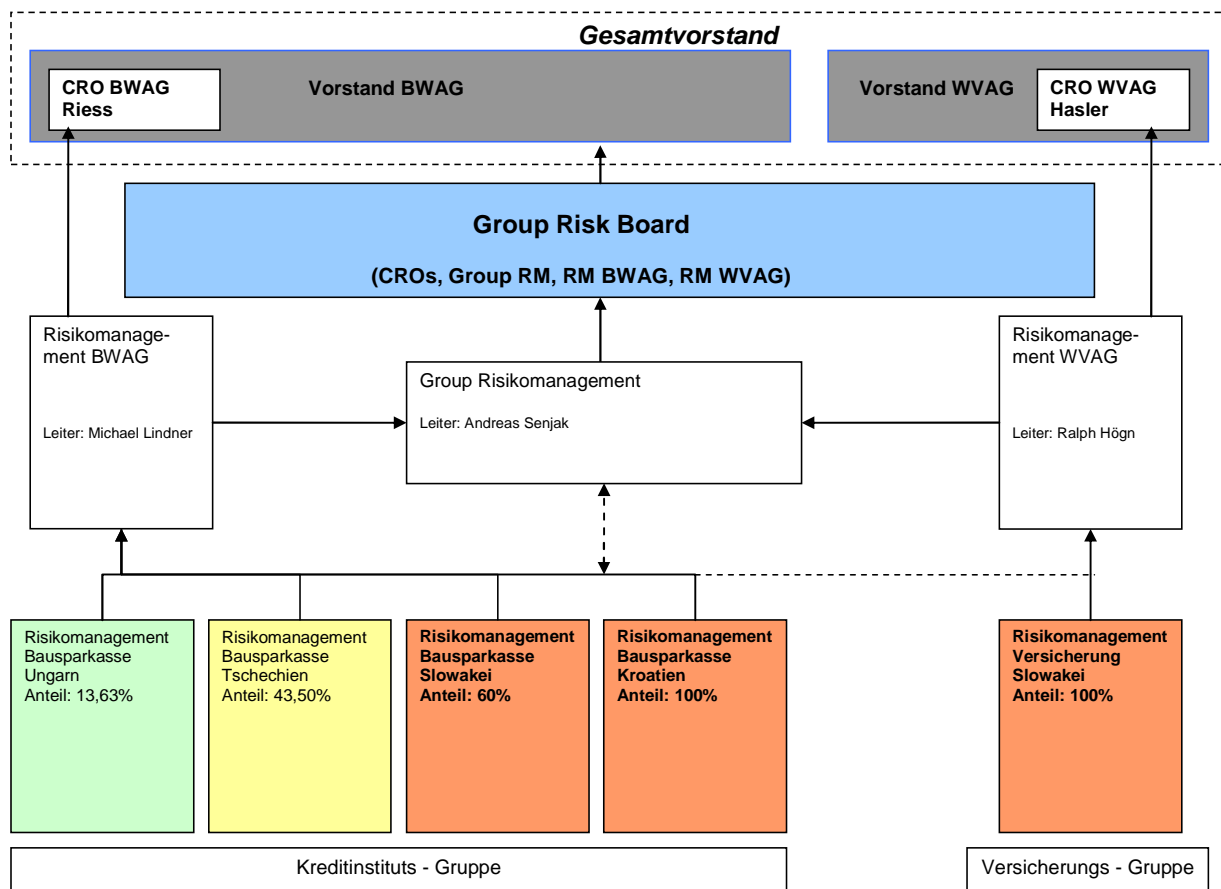 Gesamtvorstand
CRO BWAG
Riess
Vorstand BWAG
Vorstand WVAG
CRO WVAG
Hasler
Group Risk Board
(CROs, Group RM, RM BWAG, RM WVAG)
Risikomanage-
ment BWAG
Leiter: Michael Lindner
Group Risikomanagement
Leiter: Andreas Senjak
Risikomanage-
ment WVAG
Leiter: Ralph Högn
Risikomanagement
Bausparkasse
Ungarn
Anteil: 13,63%
Risikomanagement
Bausparkasse
Tschechien
Anteil: 43,50%
Risikomanagement
Bausparkasse
Slowakei
Anteil: 60%
Risikomanagement
Bausparkasse
Kroatien
Anteil: 100%
Risikomanagement
Versicherung
Slowakei
Anteil: 100%
Kreditinstituts - Gruppe
Versicherungs - Gruppe